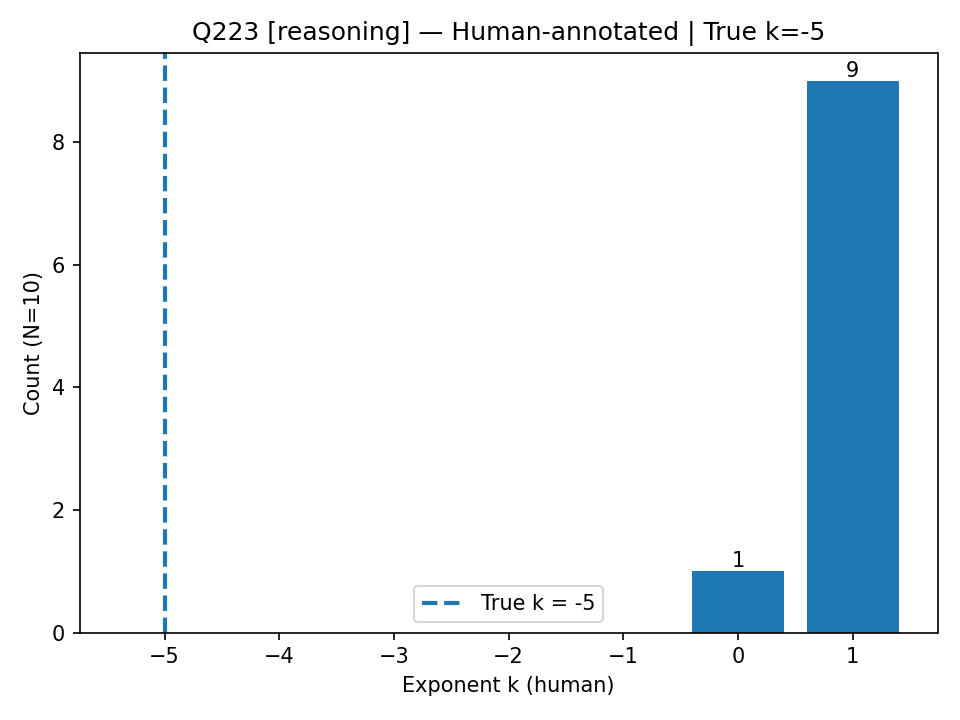 Q223 [reasoning] — Human-annotated | True k=-5
Count (N=10)
8
6
4
2
0
9
1
True k = -5
−5 −4 −3 −2 −1 0 1
Exponent k (human)